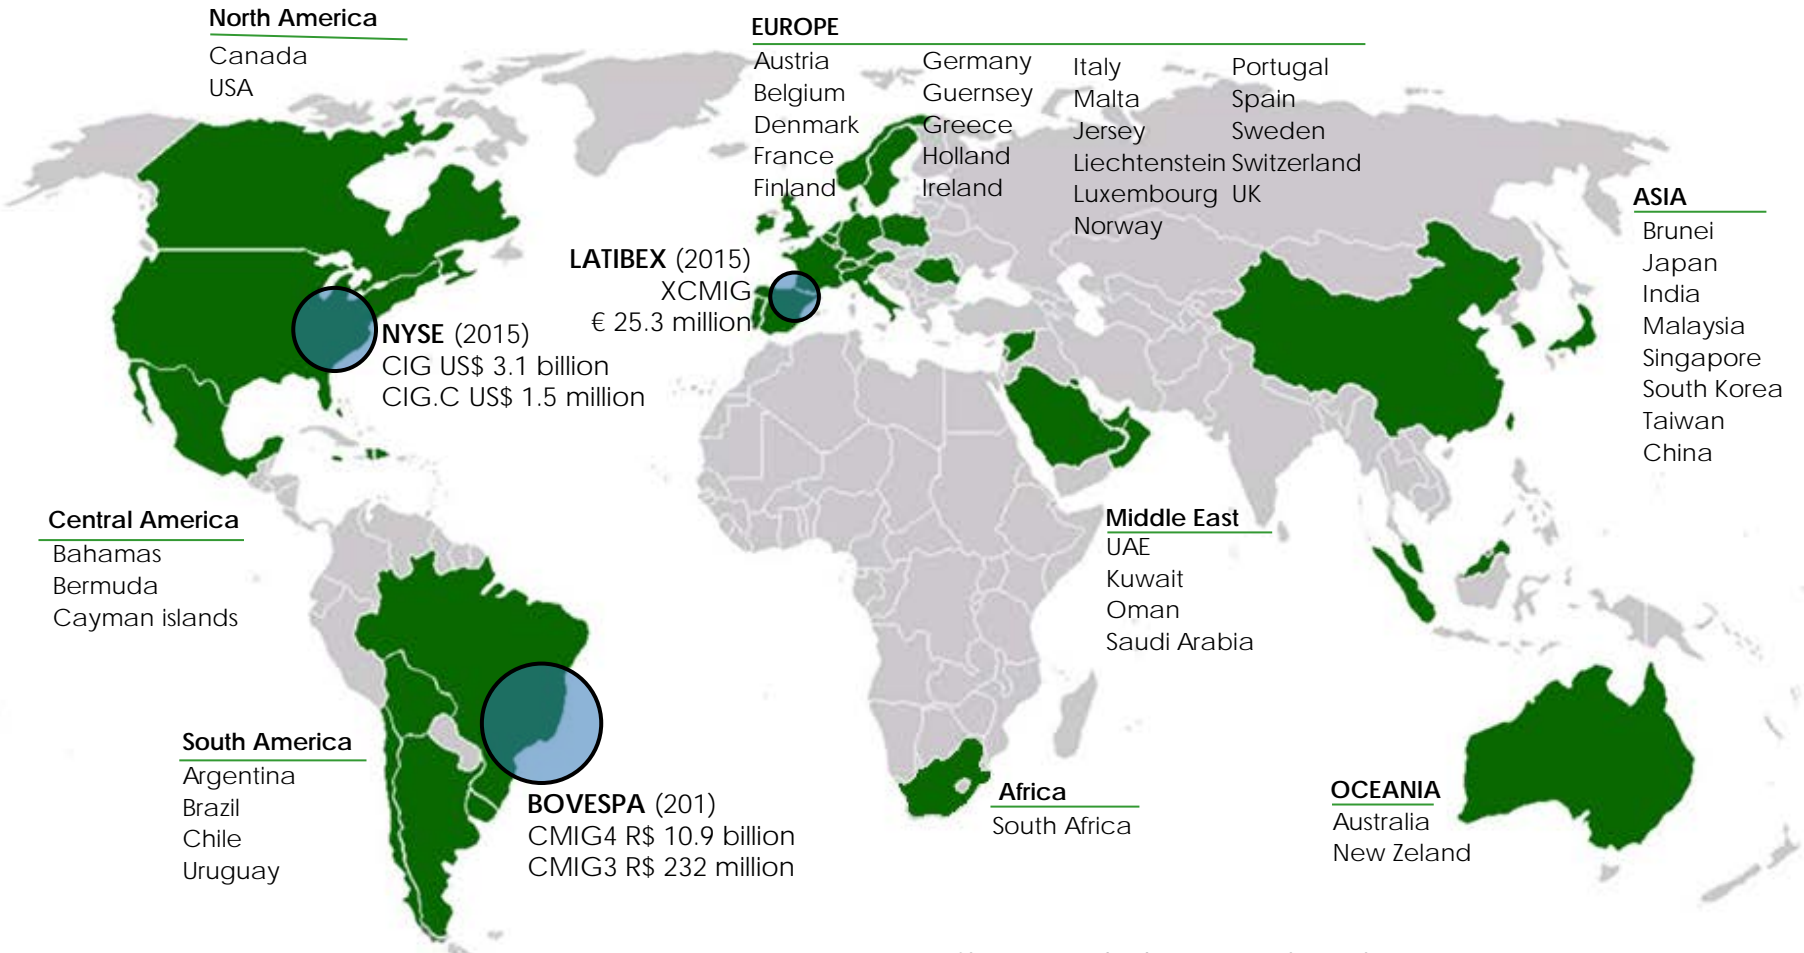 North America
Canada
USA
EUROPE
Austria
Belgium
Denmark
France
Finland
Germany
Guernsey
Greece
Holland
Ireland
Italy
Malta
Jersey
Liechtenstein
Luxembourg
Norway
Portugal
Spain
Sweden
Switzerland
UK
ASIA
Brunei
Japan
India
Malaysia
Singapore
South Korea
Taiwan
China
LATIBEX (2015)
XCMIG
€ 25.3 million
NYSE (2015)
CIG US$ 3.1 billion
CIG.C US$ 1.5 million
Central America
Bahamas
Bermuda
Cayman islands
Middle East
UAE
Kuwait
Oman
Saudi Arabia
South America
Argentina
Brazil
Chile
Uruguay
BOVESPA (201)
CMIG4 R$ 10.9 billion
CMIG3 R$ 232 million
Africa
South Africa
OCEANIA
Australia
New Zeland